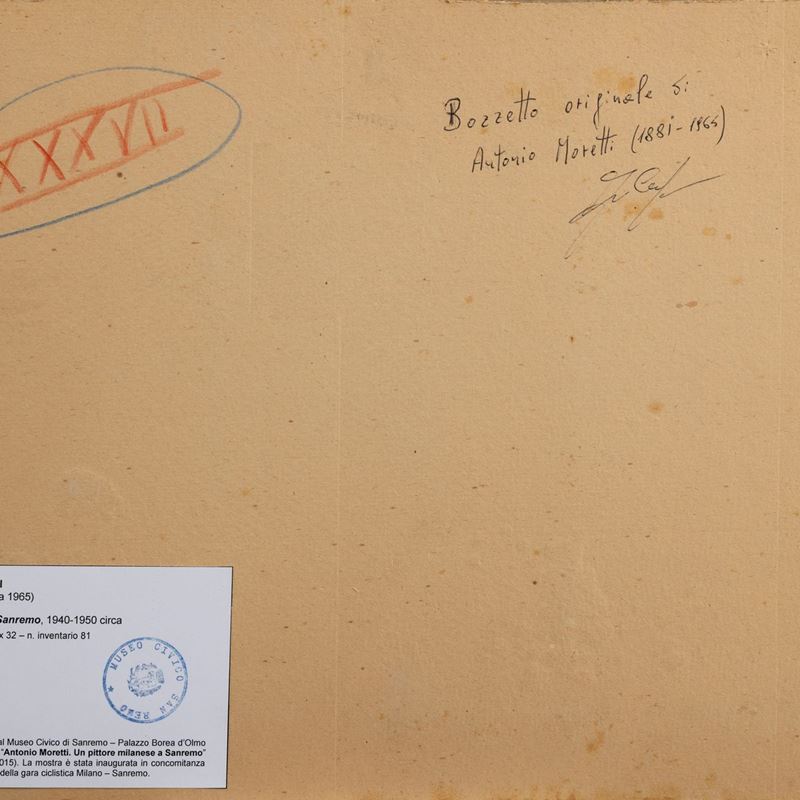 XXXVII
Bozzetto originale di
Antonio Moretti (1881-1965)
I
a 1965)
Sanremo, 1940-1950 circa
x 32 – n. inventario 81
MUSEO CIVICO
SAN REMO
al Museo Civico di Sanremo – Palazzo Borea d'Olmo
"Antonio Moretti. Un pittore milanese a Sanremo"
2015). La mostra è stata inaugurata in concomitanza
della gara ciclistica Milano – Sanremo.